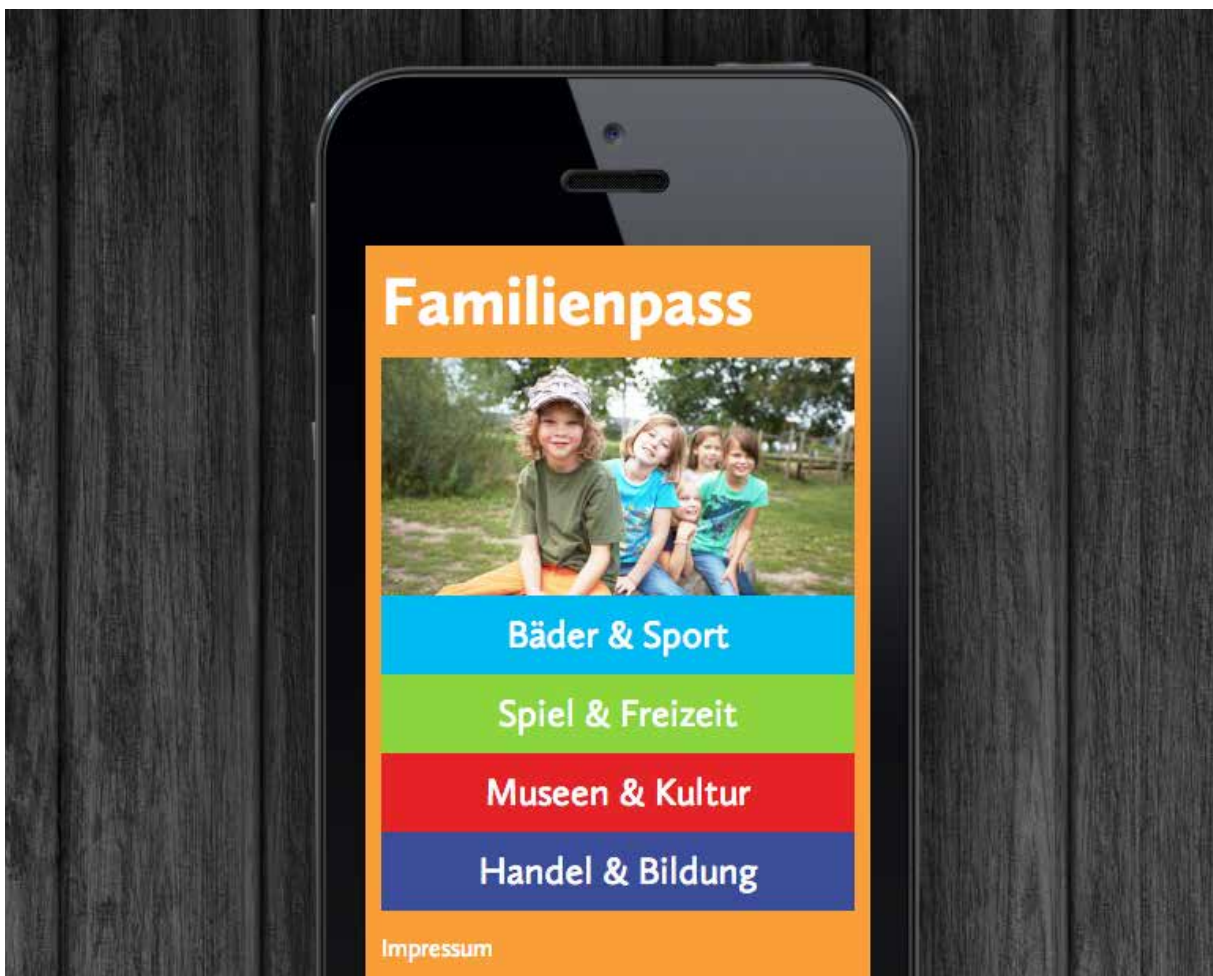 Familienpass
Bäder & Sport
Spiel & Freizeit
Museen & Kultur
Handel & Bildung
Impressum